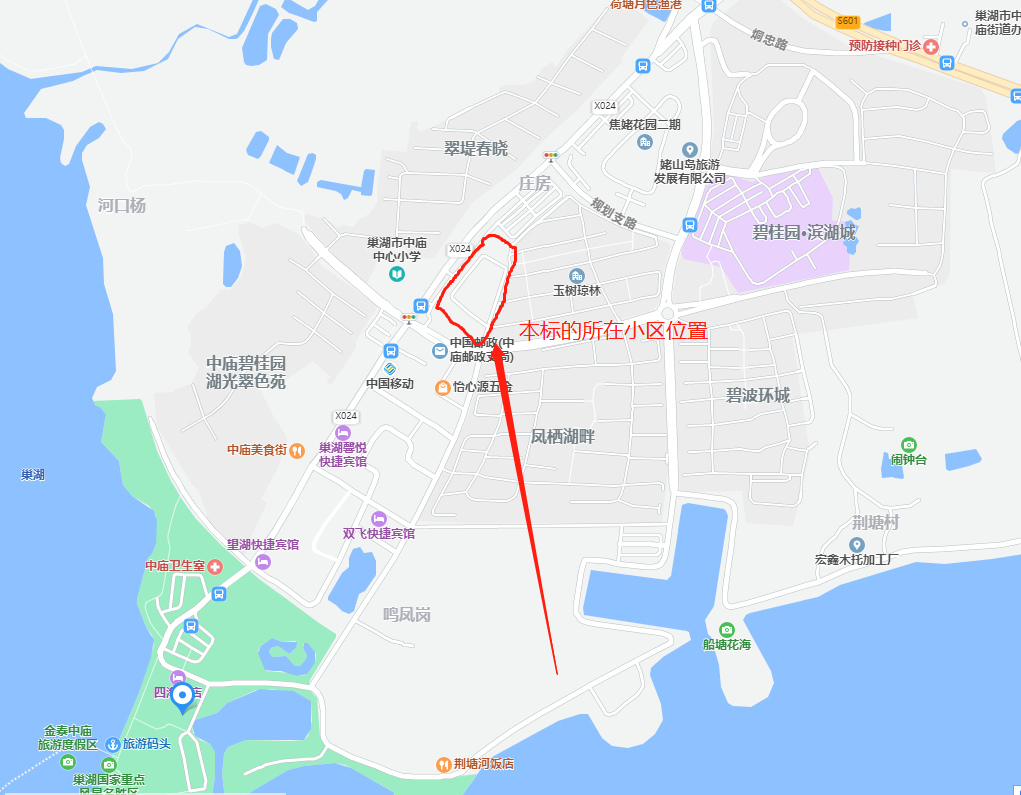 荷塘月色渔港
S601
巢湖市中
庙街道办
炯忠路
预防接种门诊
X024
焦姥花园二期
翠堤春晓
姥山岛旅游
发展有限公司
庄房
河口杨
规划支路
碧桂园·滨湖城
巢湖市中庙
中心小学
X024
玉树琼林
本标的所在小区位置
中国邮政(中
庙邮政支局)
中庙碧桂园
湖光翠色苑
中国移动
怡心源五金
碧波环城
X024
凤栖湖畔
中庙美食街
巢湖馨悦
快捷宾馆
闹钟台
巢湖
荆塘村
双飞快捷宾馆
望湖快捷宾馆
宏鑫木托加工厂
中庙卫生室
鸣凤岗
船塘花海
金泰中庙
旅游度假区
旅游码头
荆塘河饭店
巢湖国家重点